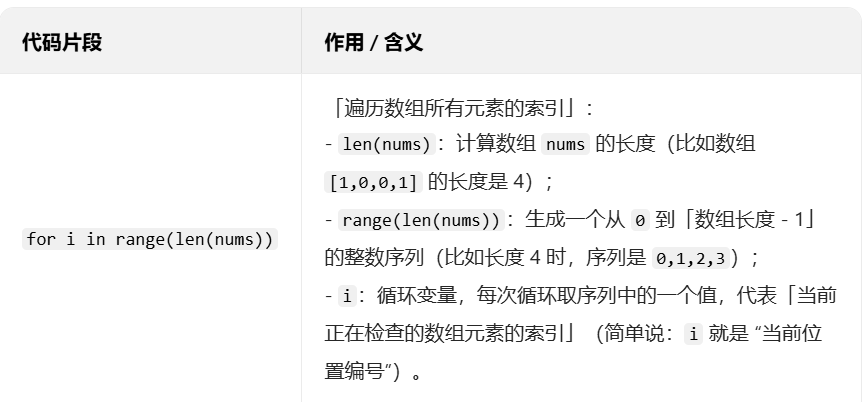 代码片段
作用 / 含义
for i in range(len(nums))
「遍历数组所有元素的索引」：
- len(nums)：计算数组 nums 的长度（比如数组
[1,0,0,1] 的长度是 4）；
- range(len(nums))：生成一个从 0 到「数组长度 - 1」
的整数序列（比如长度 4 时，序列是 0,1,2,3）；
- i：循环变量，每次循环取序列中的一个值，代表「当前
正在检查的数组元素的索引」（简单说：i 就是 “当前位
置编号”）。